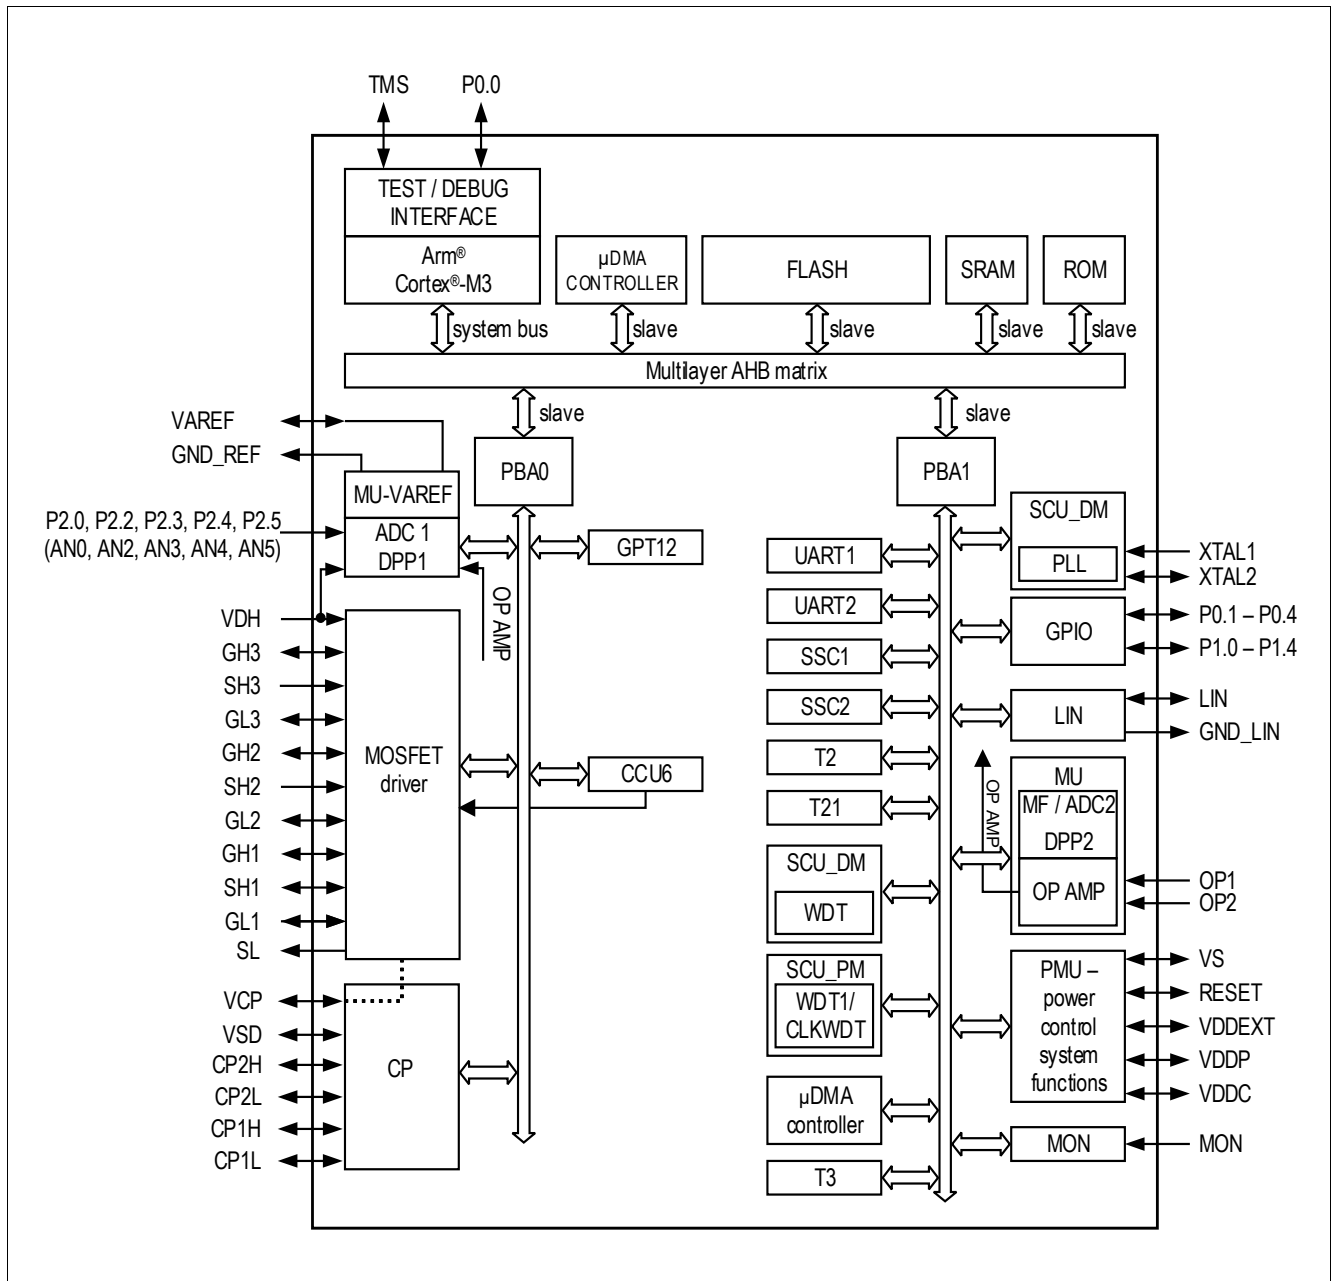 TMS
P0.0
TEST / DEBUG
INTERFACE
Arm®
Cortex®-M3
µDMA
CONTROLLER
FLASH
SRAM
ROM
system bus
slave
slave
slave
slave
Multilayer AHB matrix
slave
slave
VAREF
GND_REF
PBA0
PBA1
MU-VAREF
P2.0, P2.2, P2.3, P2.4, P2.5
(AN0, AN2, AN3, AN4, AN5)
ADC 1
DPP1
GPT12
OP AMP
VDH
GH3
SH3
GL3
GH2
SH2
GL2
GH1
SH1
GL1
SL
MOSFET
driver
CCU6
VCP
VSD
CP2H
CP2L
CP1H
CP1L
CP
UART1
UART2
SSC1
SSC2
T2
T21
SCU_DM
WDT
SCU_PM
WDT1/
CLKWDT
µDMA
controller
T3
SCU_DM
PLL
XTAL1
XTAL2
GPIO
P0.1 – P0.4
P1.0 – P1.4
LIN
LIN
GND_LIN
OP AMP
MU
MF / ADC2
DPP2
OP AMP
OP1
OP2
PMU –
power
control
system
functions
VS
RESET
VDDEXT
VDDP
VDDC
MON
MON